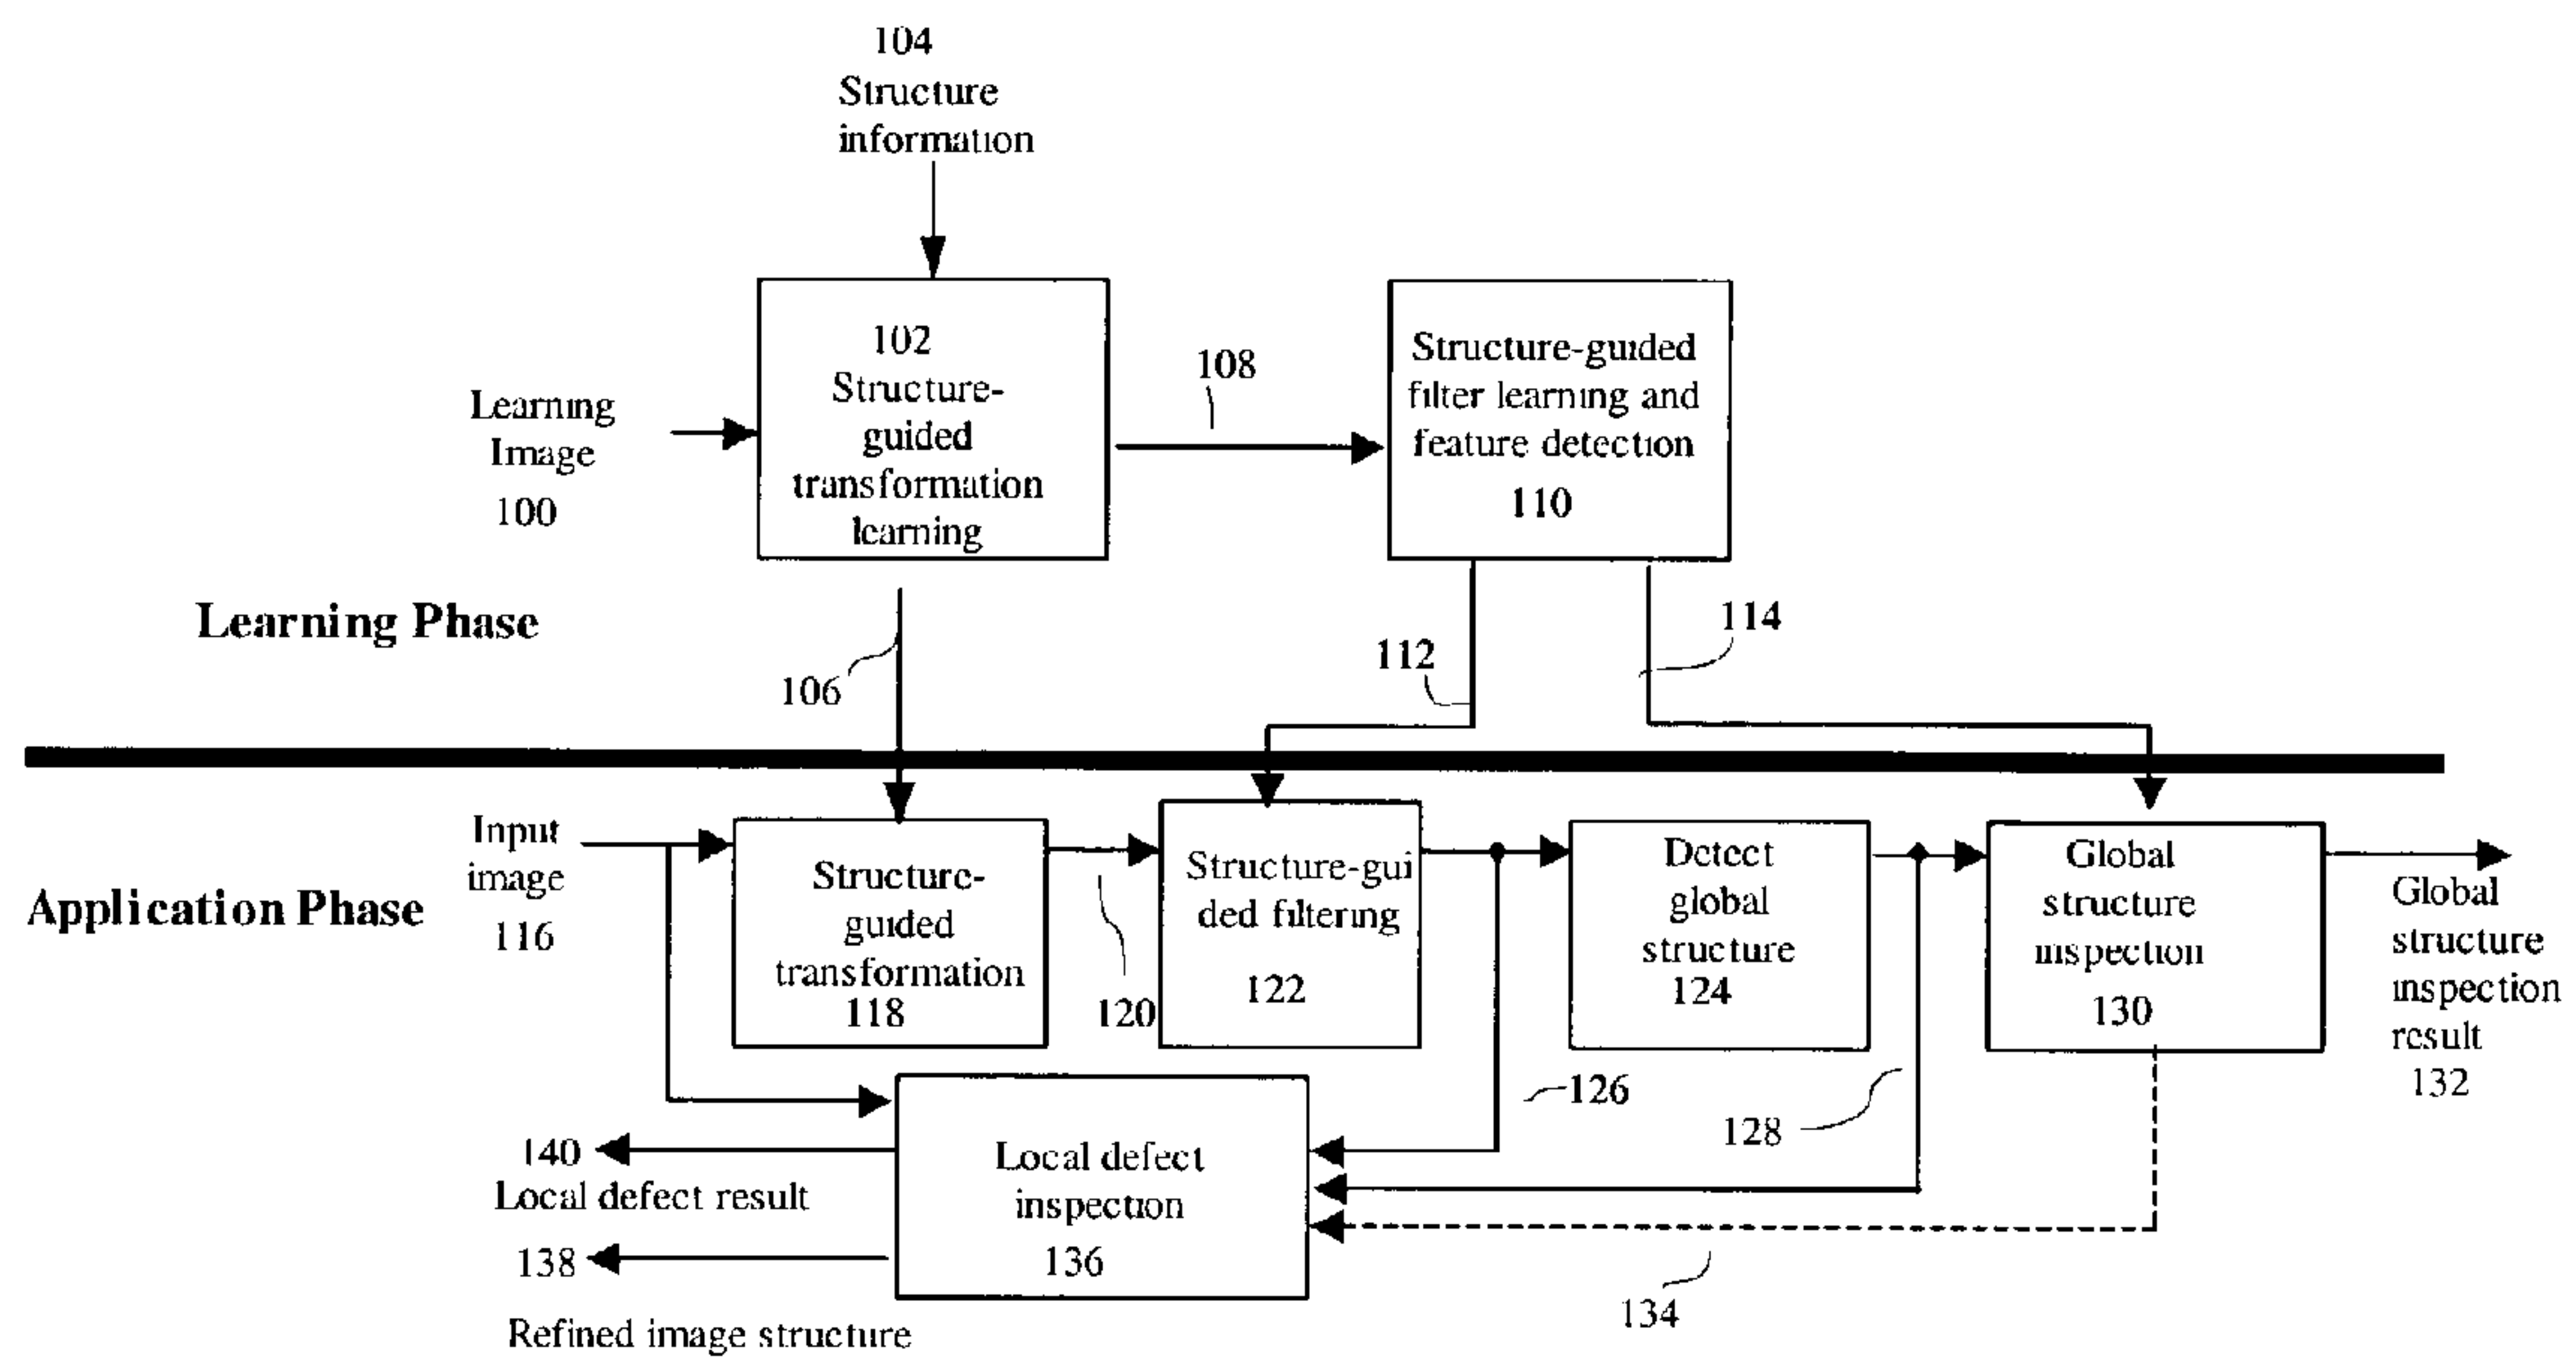 104
Structure
information
102
Structure-
guided
transformation
learning
108
Structure-guided
filter learning and
feature detection
110
Learning
Image
100
Learning Phase
106
112
114
Input
image
116
Application Phase
Structure-
guided
transformation
118
120
Structure-gui
ded filtering
122
Detect
global
structure
124
Global
structure
inspection
130
Global
structure
inspection
result
132
126
128
140
Local defect result
138
Refined image structure
Local defect
inspection
136
134